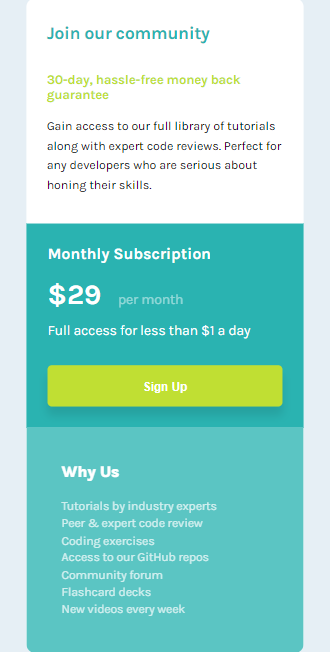 Join our community
30-day, hassle-free money back
guarantee
Gain access to our full library of tutorials
along with expert code reviews. Perfect for
any developers who are serious about
honing their skills.
Monthly Subscription
$29 per month
Full access for less than $1 a day
Sign Up
Why Us
Tutorials by industry experts
Peer & expert code review
Coding exercises
Access to our GitHub repos
Community forum
Flashcard decks
New videos every week